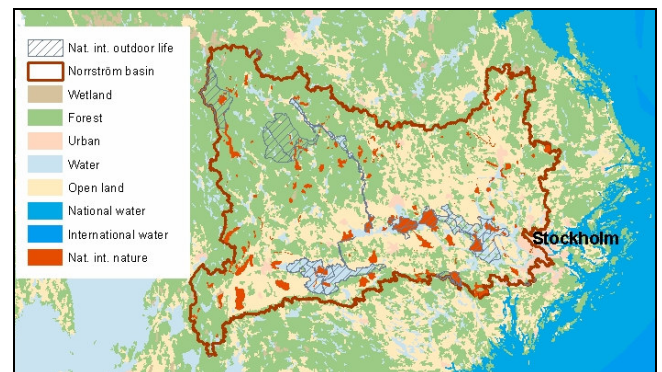 Nat. int. outdoor life
Norrström basin
Wetland
Forest
Urban
Water
Open land
National water
International water
Nat. int. nature
Stockholm